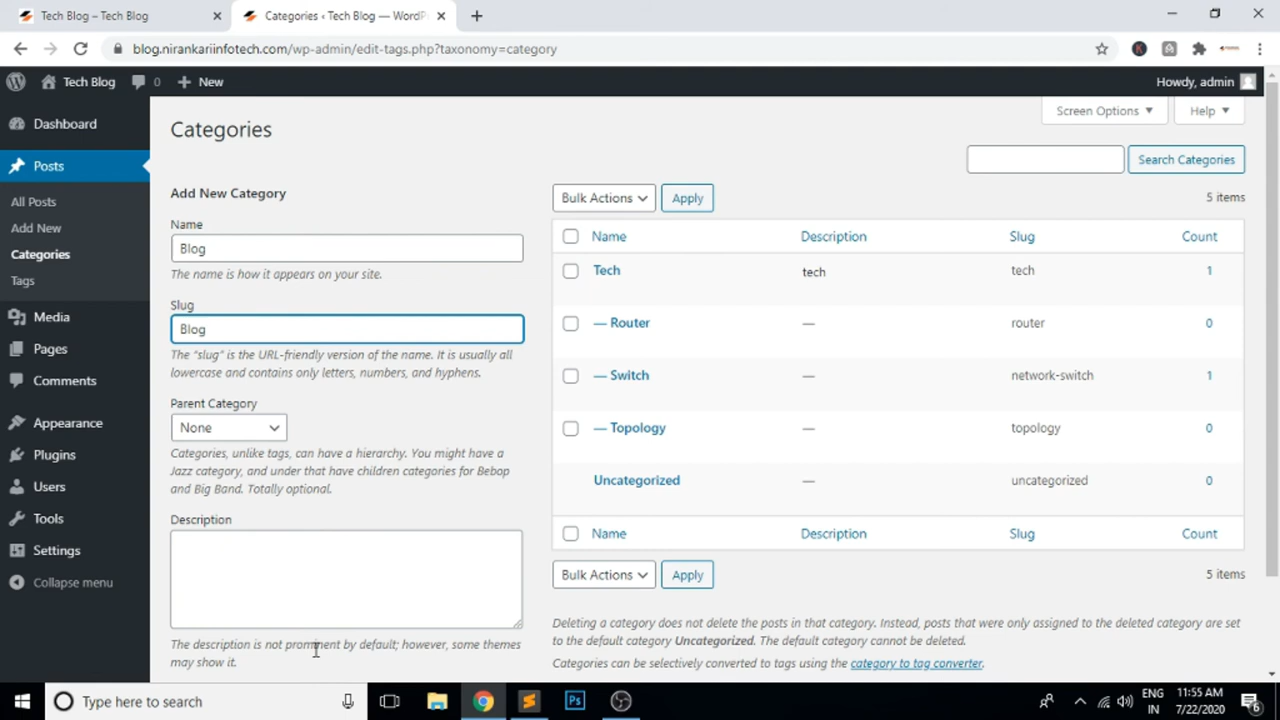 Tech Blog – Tech Blog
Categories ‹ Tech Blog — WordPr
blog.nirankariinfotech.com/wp-admin/edit-tags.php?taxonomy=category
Tech Blog 0 New Howdy, admin
Screen Options Help
Dashboard
Posts
All Posts
Add New
Categories
Tags
Media
Pages
Comments
Appearance
Plugins
Users
Tools
Settings
Collapse menu
Categories
Search Categories
Add New Category
Name
Blog
The name is how it appears on your site.
Slug
Blog
The “slug” is the URL-friendly version of the name. It is usually all
lowercase and contains only letters, numbers, and hyphens.
Parent Category
None
Categories, unlike tags, can have a hierarchy. You might have a
Jazz category, and under that have children categories for Bebop
and Big Band. Totally optional.
Description
The description is not prominent by default; however, some themes
may show it.
Bulk Actions Apply 5 items
Name Description Slug Count
Tech tech tech 1
— Router — router 0
— Switch — network-switch 1
— Topology — topology 0
Uncategorized — uncategorized 0
Name Description Slug Count
Bulk Actions Apply 5 items
Deleting a category does not delete the posts in that category. Instead, posts that were only assigned to the deleted category are set
to the default category Uncategorized. The default category cannot be deleted.
Categories can be selectively converted to tags using the category to tag converter.
Type here to search
ENG
IN
11:55 AM
7/22/2020
6